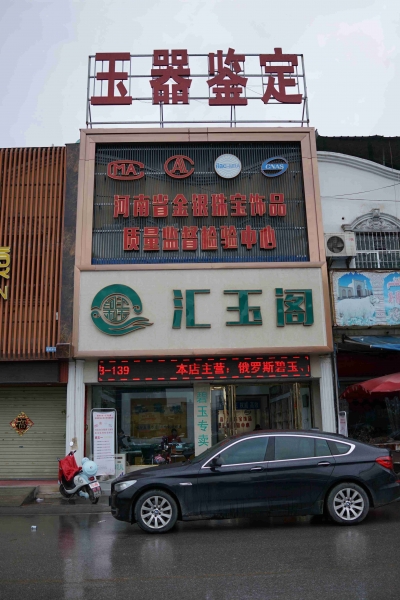 玉器鉴定
CMA
CNAS
河南省金银珠宝饰品
质量监督检验中心
汇玉阁
-139 本店主营：俄罗斯碧玉、
碧玉专卖